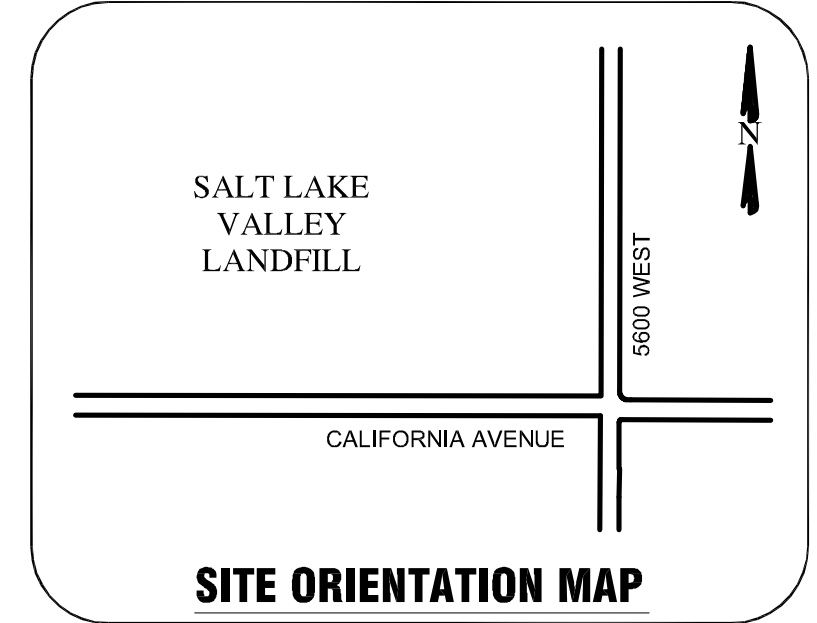 SALT LAKE
VALLEY
LANDFILL
N
5600 WEST
CALIFORNIA AVENUE
SITE ORIENTATION MAP